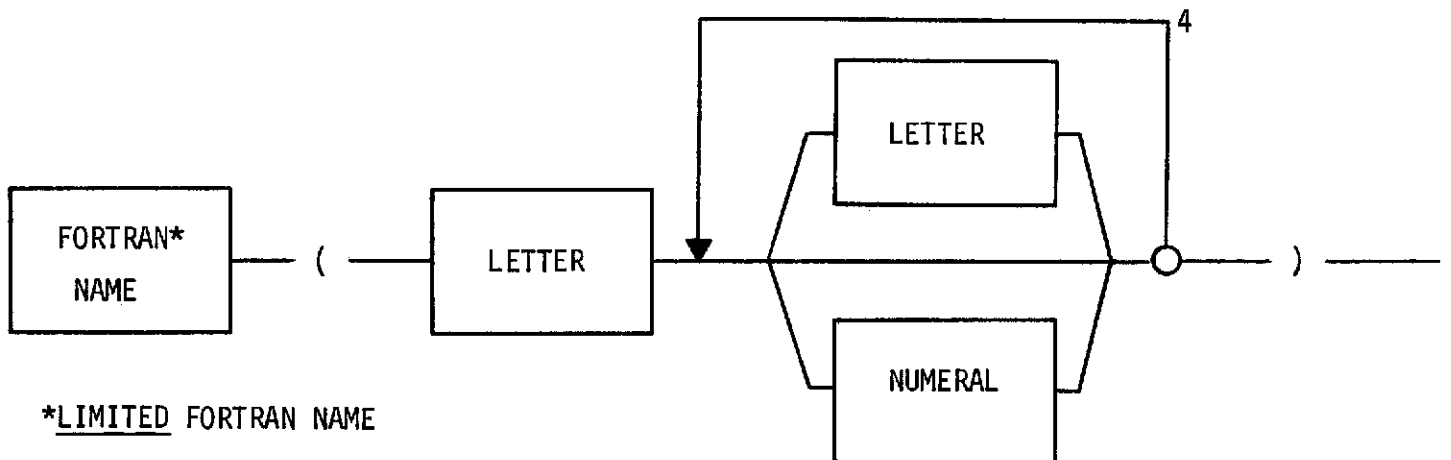 4
LETTER
FORTRAN*
NAME
(
LETTER
)
NUMERAL
*LIMITED FORTRAN NAME